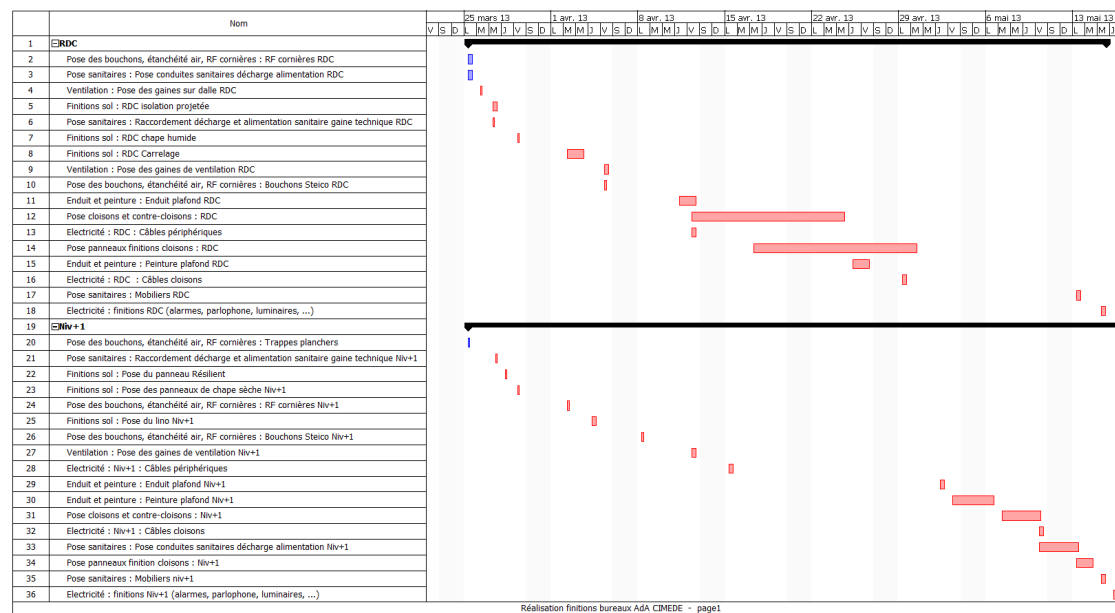 Nom
25 mars 13 1 avr. 13 8 avr. 13 15 avr. 13 22 avr. 13 29 avr. 13 6 mai 13 13 mai 13
V S D L M M J V S D L M M J V S D L M M J V S D L M M J V S D L M M J V S D L M M J V S D L M M J V S D L M M J
1 RDC
2 Pose des bouchons, étanchéité air, RF cornières : RF cornières RDC
3 Pose sanitaires : Pose conduites sanitaires décharge alimentation RDC
4 Ventilation : Pose des gaines sur dalle RDC
5 Finitions sol : RDC isolation projetée
6 Pose sanitaires : Raccordement décharge et alimentation sanitaire gaine technique RDC
7 Finitions sol : RDC chape humide
8 Finitions sol : RDC Carrelage
9 Ventilation : Pose des gaines de ventilation RDC
10 Pose des bouchons, étanchéité air, RF cornières : Bouchons Steico RDC
11 Enduit et peinture : Enduit plafond RDC
12 Pose cloisons et contre-cloisons : RDC
13 Electricité : RDC : Câbles périphériques
14 Pose panneaux finitions cloisons : RDC
15 Enduit et peinture : Peinture plafond RDC
16 Electricité : RDC : Câbles cloisons
17 Pose sanitaires : Mobiliers RDC
18 Electricité : finitions RDC (alarmes, parlophone, luminaires, ...)
19 Niv+1
20 Pose des bouchons, étanchéité air, RF cornières : Trappes planchers
21 Pose sanitaires : Raccordement décharge et alimentation sanitaire gaine technique Niv+1
22 Finitions sol : Pose du panneau Résilient
23 Finitions sol : Pose des panneaux de chape sèche Niv+1
24 Pose des bouchons, étanchéité air, RF cornières : RF cornières Niv+1
25 Finitions sol : Pose du lino Niv+1
26 Pose des bouchons, étanchéité air, RF cornières : Bouchons Steico Niv+1
27 Ventilation : Pose des gaines de ventilation Niv+1
28 Electricité : Niv+1 : Câbles périphériques
29 Enduit et peinture : Enduit plafond Niv+1
30 Enduit et peinture : Peinture plafond Niv+1
31 Pose cloisons et contre-cloisons : Niv+1
32 Electricité : Niv+1 : Câbles cloisons
33 Pose sanitaires : Pose conduites sanitaires décharge alimentation Niv+1
34 Pose panneaux finition cloisons : Niv+1
35 Pose sanitaires : Mobiliers niv+1
36 Electricité : finitions Niv+1 (alarmes, parlophone, luminaires, ...)
Réalisation finitions bureaux AdA CIMEDE - page1